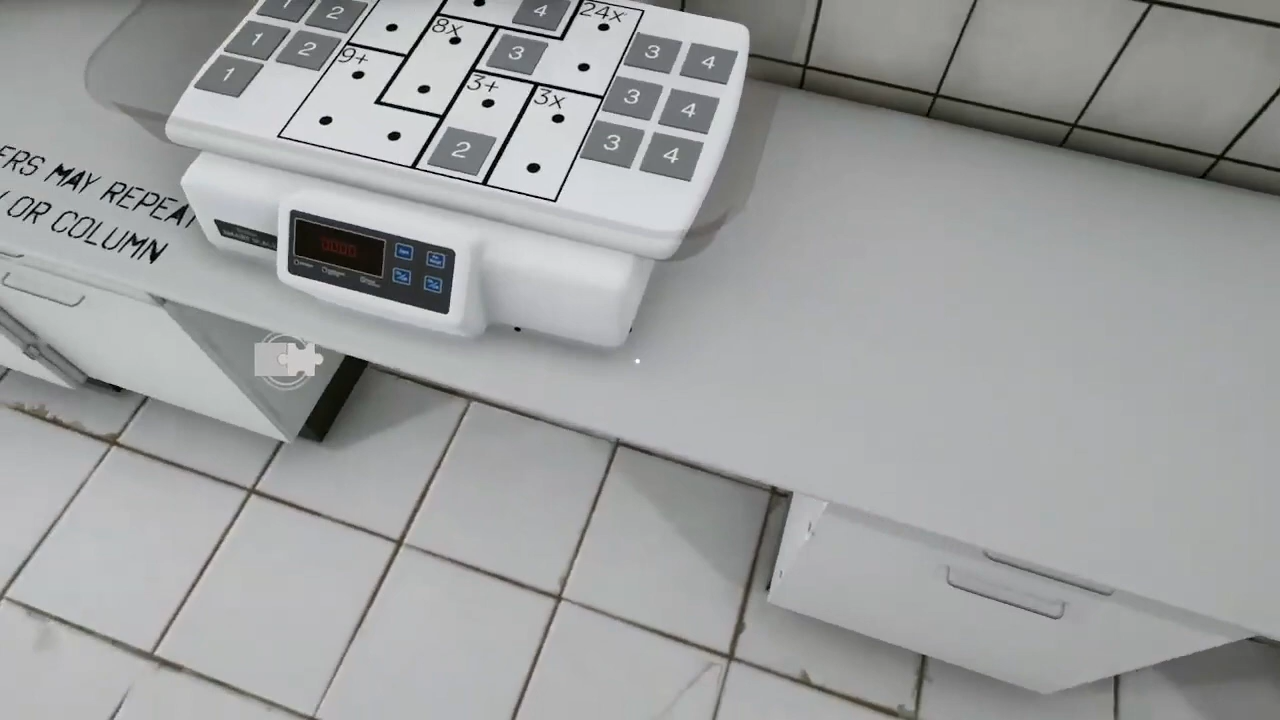 1 2 4 24x
1 2 8x 3 3 4
1 9+ 3+ 3x 3 4
2 3 4
ERS MAY REPEAT
OR COLUMN